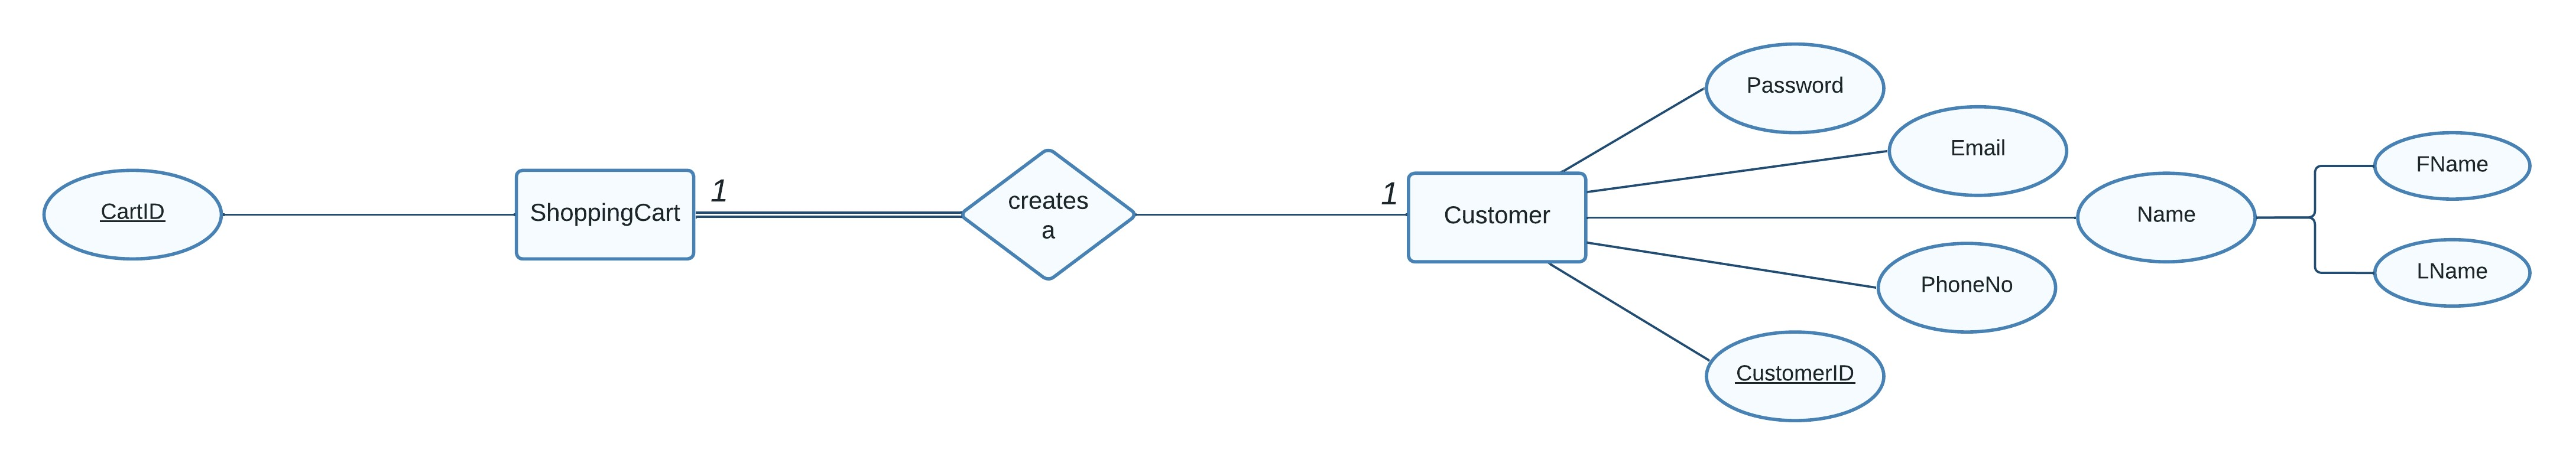 CartID
ShoppingCart
1
creates
a
1
Customer
Password
Email
Name
FName
LName
PhoneNo
CustomerID